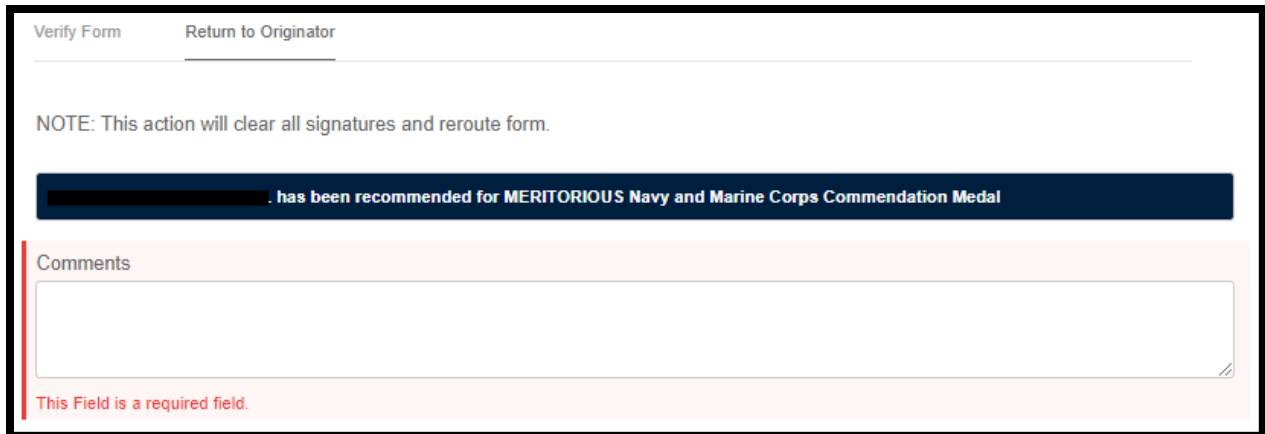 Verify Form Return to Originator
NOTE: This action will clear all signatures and reroute form.
. has been recommended for MERITORIOUS Navy and Marine Corps Commendation Medal
Comments
This Field is a required field.